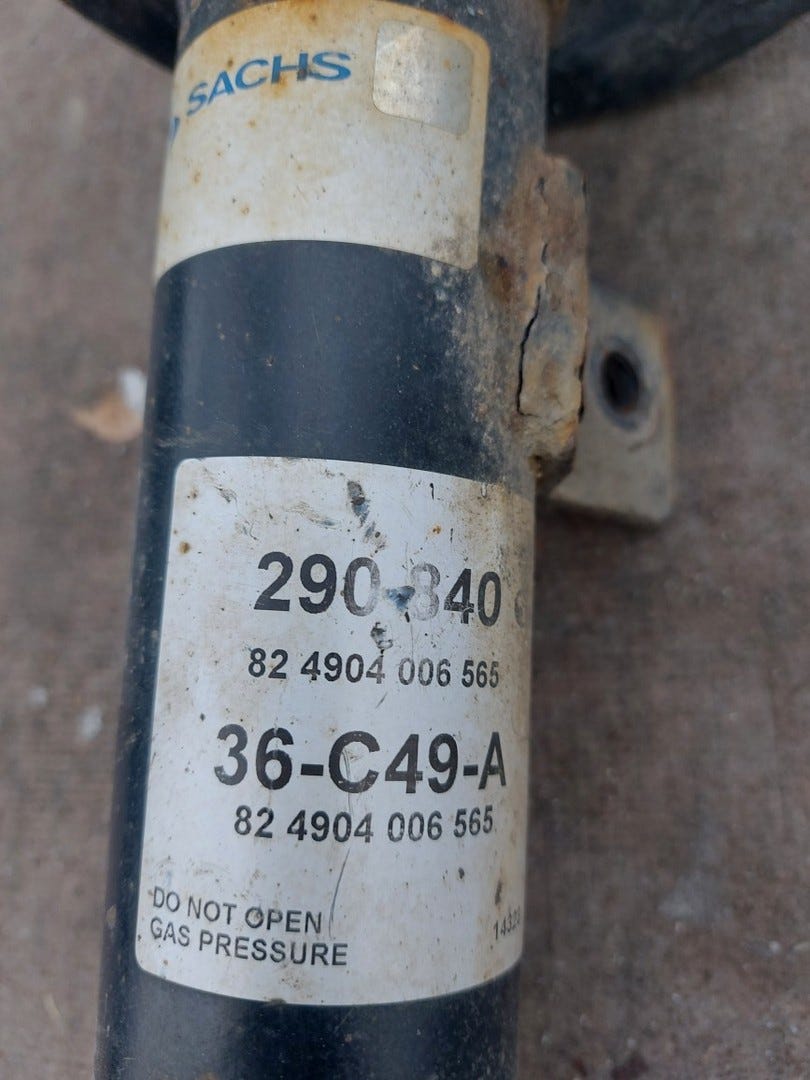 SACHS
290-840
82 4904 006 565
36-C49-A
82 4904 006 565
DO NOT OPEN
GAS PRESSURE